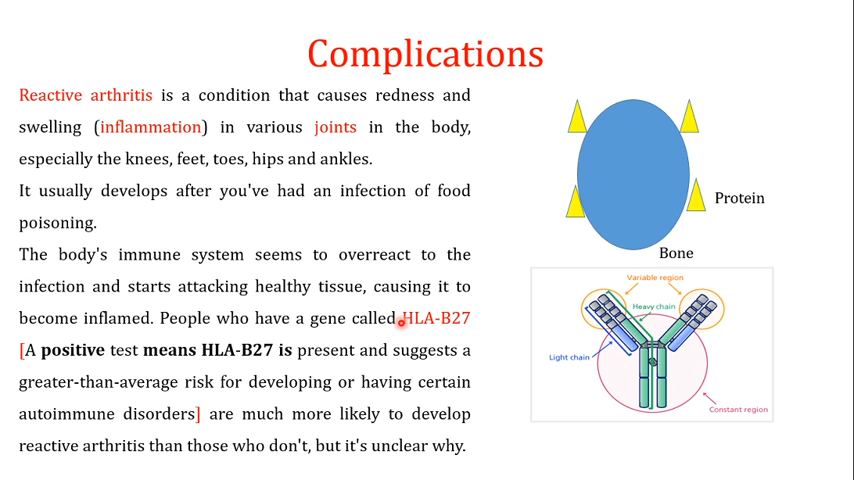 Complications
Reactive arthritis is a condition that causes redness and
swelling (inflammation) in various joints in the body,
especially the knees, feet, toes, hips and ankles.
It usually develops after you've had an infection of food
poisoning.
The body's immune system seems to overreact to the
infection and starts attacking healthy tissue, causing it to
become inflamed. People who have a gene called HLA-B27
[A positive test means HLA-B27 is present and suggests a
greater-than-average risk for developing or having certain
autoimmune disorders] are much more likely to develop
reactive arthritis than those who don't, but it's unclear why.
Protein
Bone
Variable region
Heavy chain
Light chain
Constant region